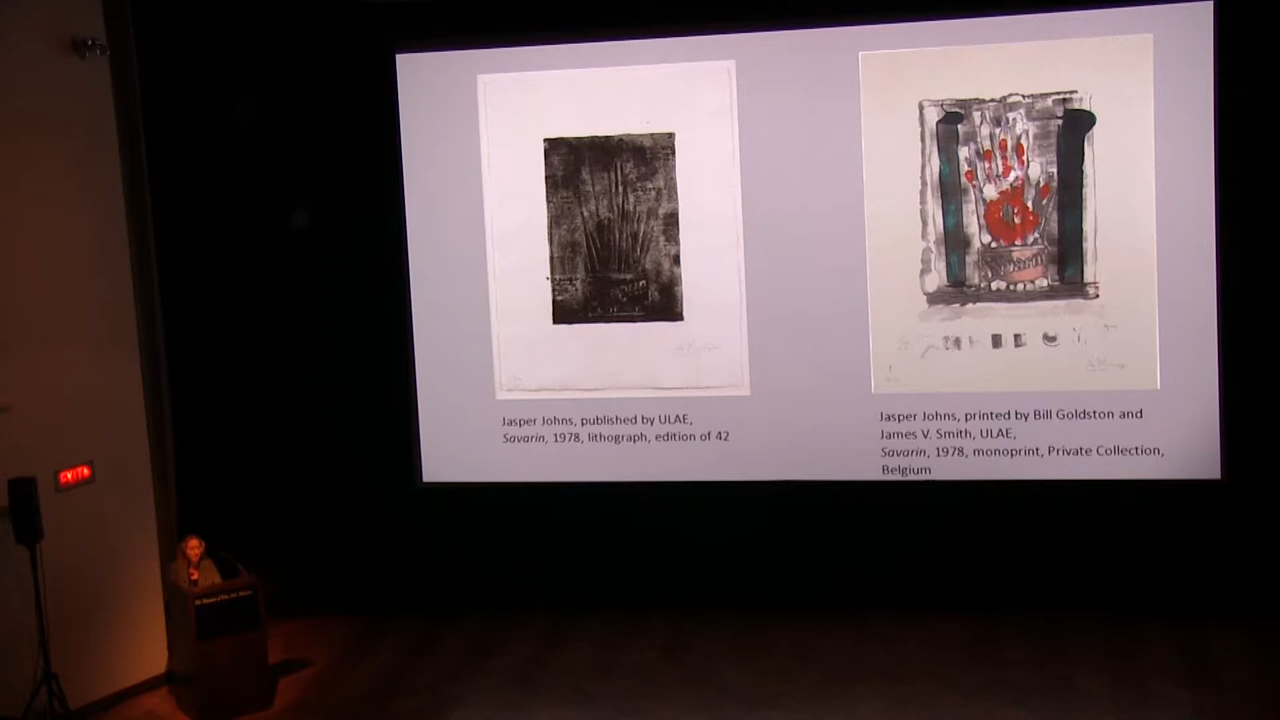 Jasper Johns, published by ULAE,
Savarin, 1978, lithograph, edition of 42
Jasper Johns, printed by Bill Goldston and
James V. Smith, ULAE,
Savarin, 1978, monoprint, Private Collection,
Belgium
Savarin